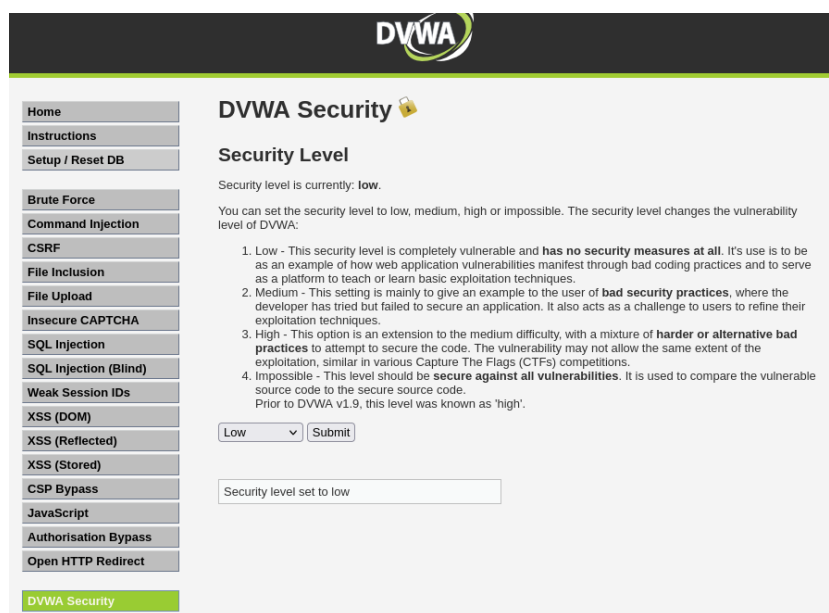 DVWA
Home
Instructions
Setup / Reset DB
Brute Force
Command Injection
CSRF
File Inclusion
File Upload
Insecure CAPTCHA
SQL Injection
SQL Injection (Blind)
Weak Session IDs
XSS (DOM)
XSS (Reflected)
XSS (Stored)
CSP Bypass
JavaScript
Authorisation Bypass
Open HTTP Redirect
DVWA Security
DVWA Security
Security Level
Security level is currently: low.
You can set the security level to low, medium, high or impossible. The security level changes the vulnerability
level of DVWA:
1. Low - This security level is completely vulnerable and has no security measures at all. It's use is to be
as an example of how web application vulnerabilities manifest through bad coding practices and to serve
as a platform to teach or learn basic exploitation techniques.
2. Medium - This setting is mainly to give an example to the user of bad security practices, where the
developer has tried but failed to secure an application. It also acts as a challenge to users to refine their
exploitation techniques.
3. High - This option is an extension to the medium difficulty, with a mixture of harder or alternative bad
practices to attempt to secure the code. The vulnerability may not allow the same extent of the
exploitation, similar in various Capture The Flags (CTFs) competitions.
4. Impossible - This level should be secure against all vulnerabilities. It is used to compare the vulnerable
source code to the secure source code.
Prior to DVWA v1.9, this level was known as 'high'.
Low Submit
Security level set to low